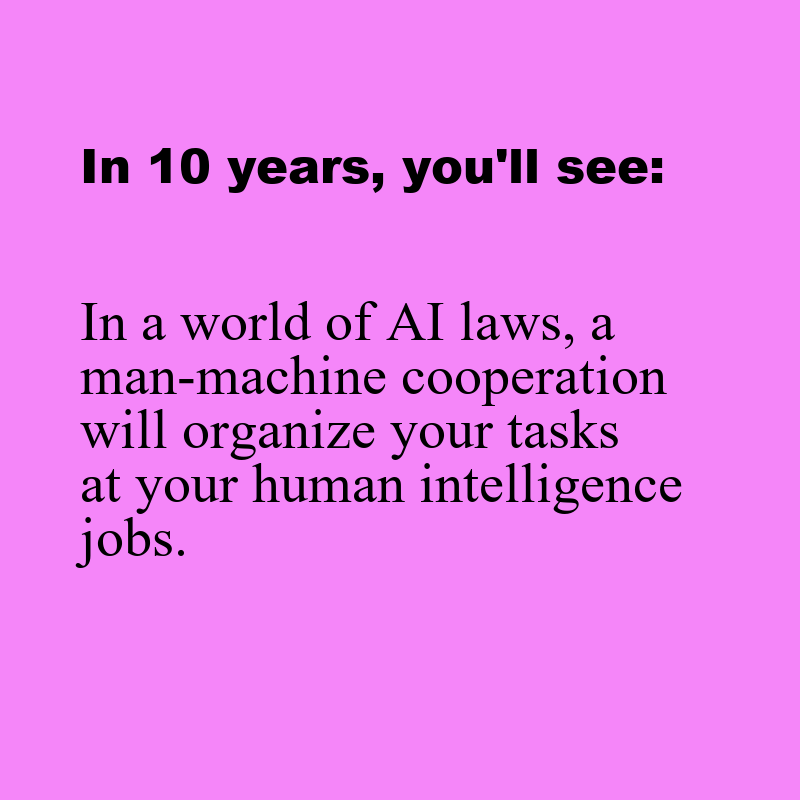 In 10 years, you'll see:
In a world of AI laws, a
man-machine cooperation
will organize your tasks
at your human intelligence
jobs.